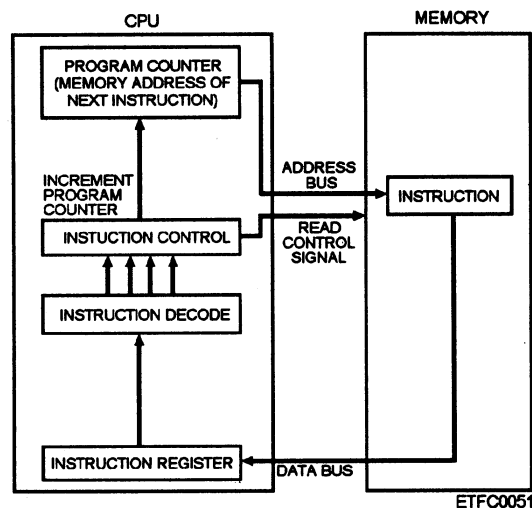 CPU
MEMORY
PROGRAM COUNTER
(MEMORY ADDRESS OF
NEXT INSTRUCTION)
ADDRESS
BUS
INCREMENT
PROGRAM
COUNTER
INSTRUCTION
INSTUCTION CONTROL
READ
CONTROL
SIGNAL
INSTRUCTION DECODE
INSTRUCTION REGISTER
DATA BUS
ETFC0051